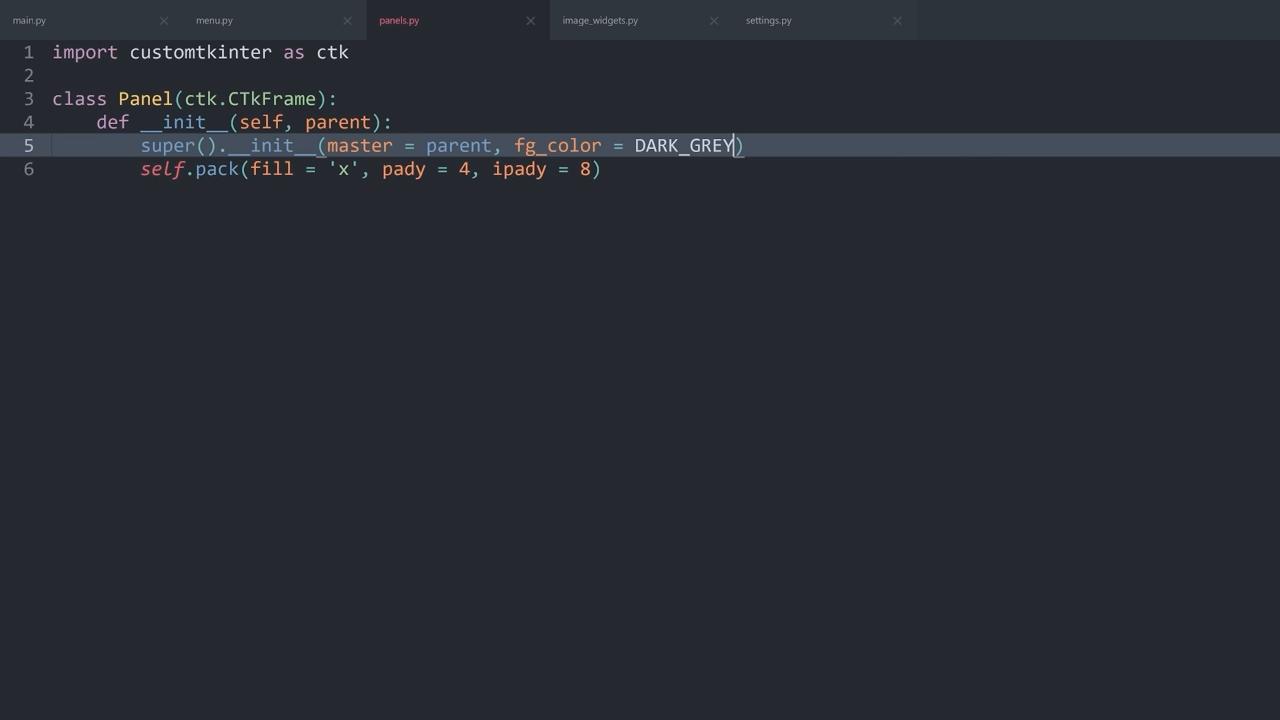 main.py menu.py panels.py image_widgets.py settings.py
1 import customtkinter as ctk
2
3 class Panel(ctk.CTkFrame):
4     def __init__(self, parent):
5         super().__init__(master = parent, fg_color = DARK_GREY)
6         self.pack(fill = 'x', pady = 4, ipady = 8)